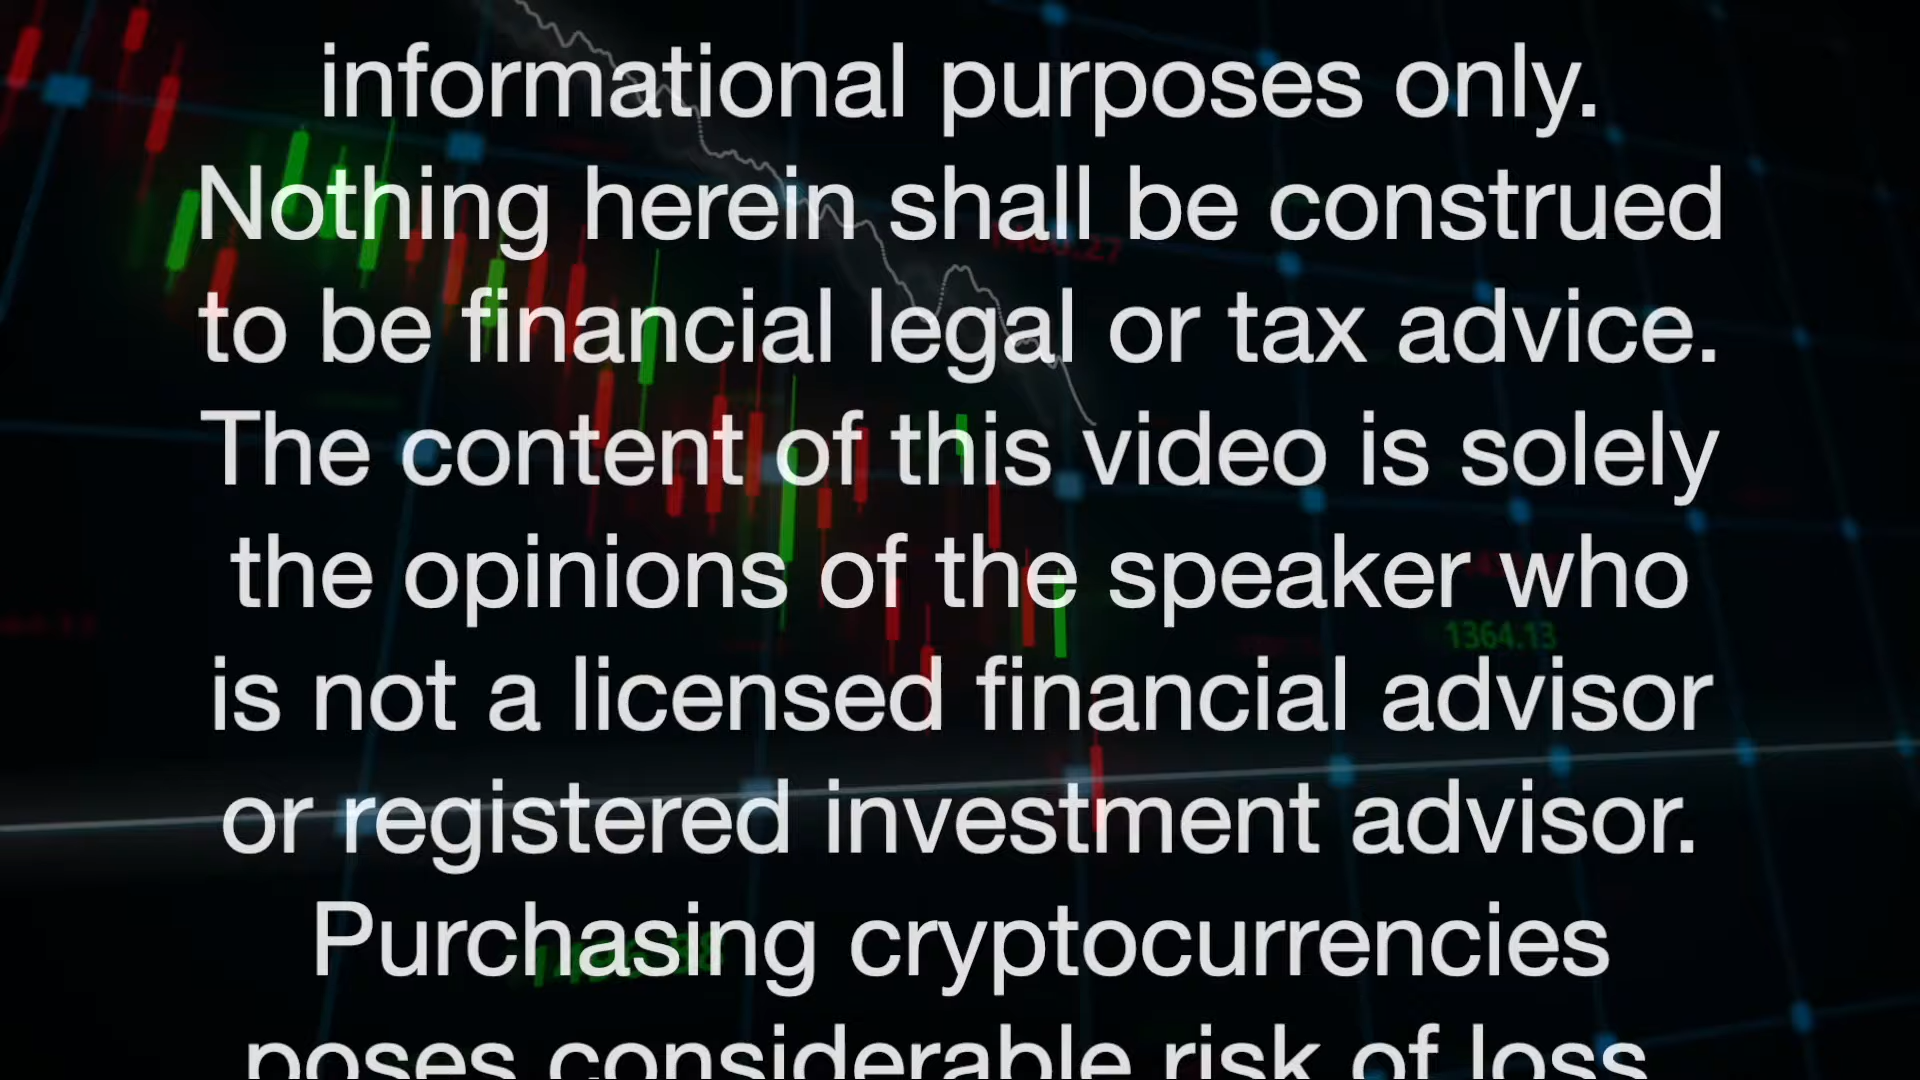 informational purposes only.
Nothing herein shall be construed
to be financial legal or tax advice.
The content of this video is solely
the opinions of the speaker who
is not a licensed financial advisor
or registered investment advisor.
1364.13
Purchasing cryptocurrencies
poses considerable risk of loss